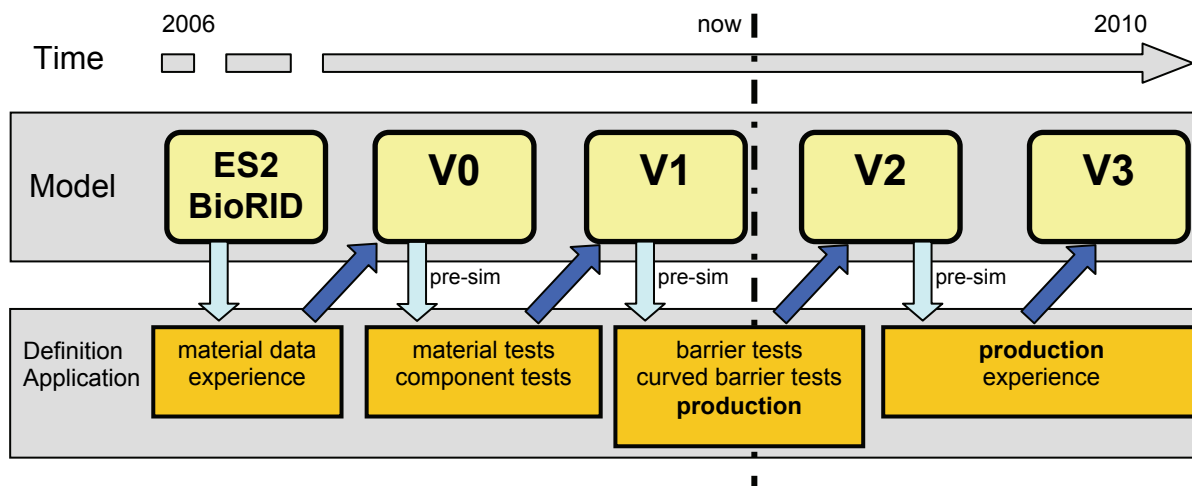 2006
now
2010
Time
Model
ES2
BioRID
V0
V1
V2
V3
pre-sim
pre-sim
pre-sim
Definition
Application
material data
experience
material tests
component tests
barrier tests
curved barrier tests
production
production
experience